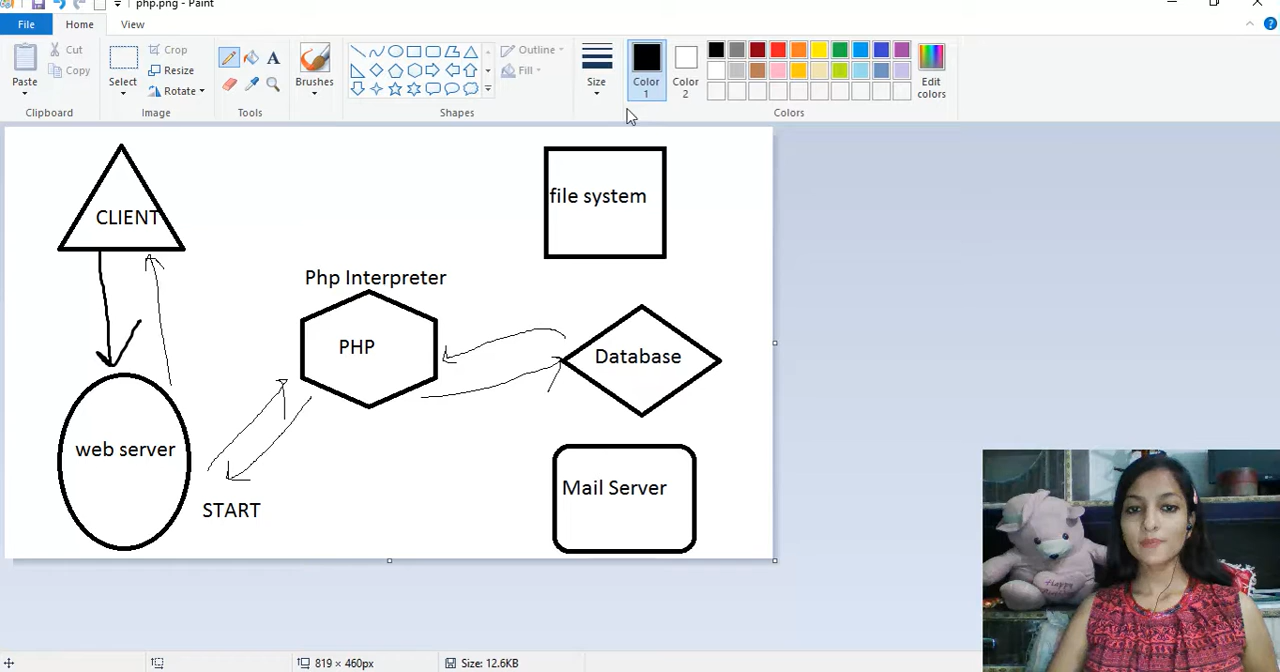 php.png - Paint
File Home View
Paste
Cut
Copy
Clipboard
Select
Crop
Resize
Rotate
Image
Tools
Brushes
Shapes
Outline
Fill
Size
Color 1
Color 2
Edit colors
Colors
CLIENT
file system
Php Interpreter
PHP
Database
web server
START
Mail Server
819 × 460px
Size: 12.6KB